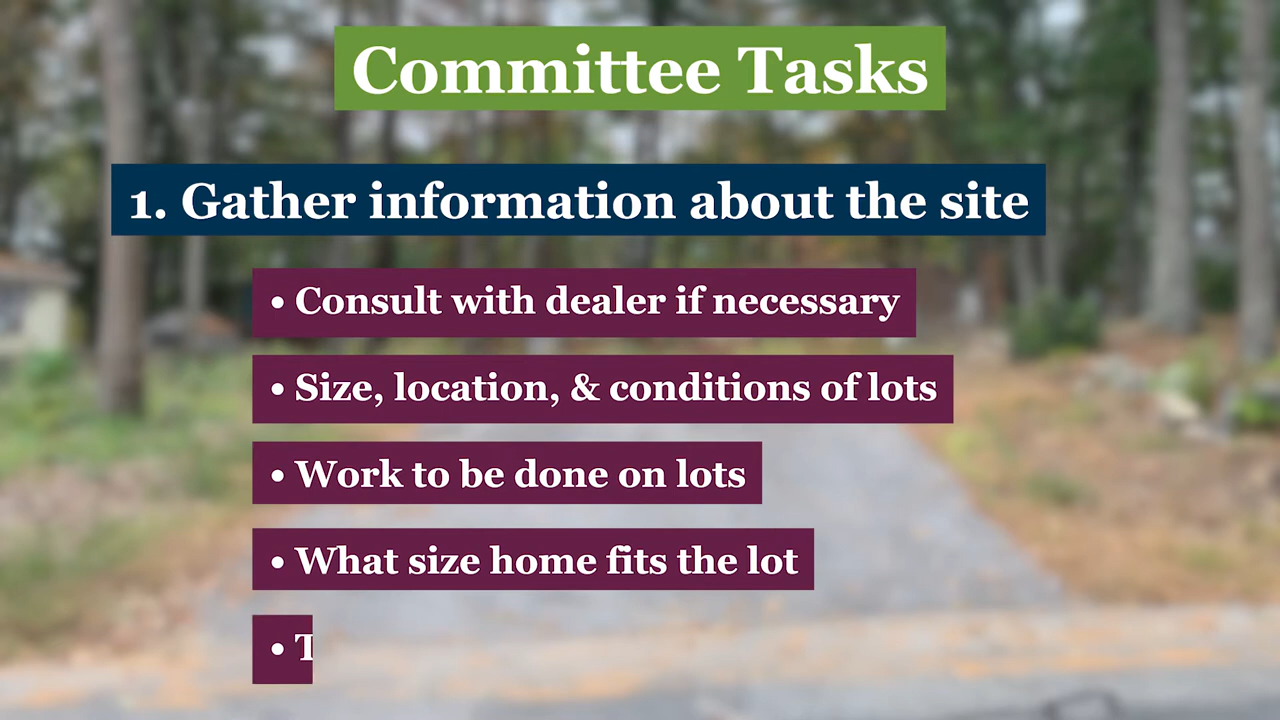 Committee Tasks
1. Gather information about the site
• Consult with dealer if necessary
• Size, location, & conditions of lots
• Work to be done on lots
• What size home fits the lot
•